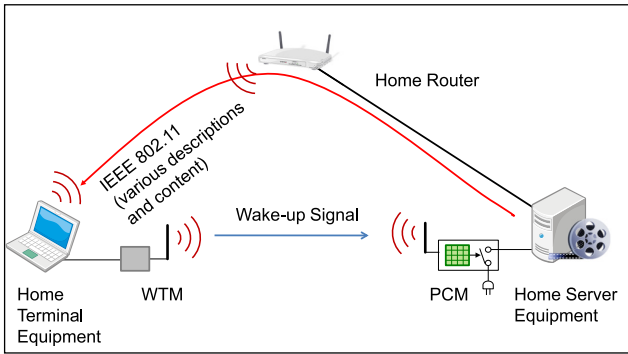 Home Router
IEEE 802.11
(various descriptions
and content)
Wake-up Signal
Home
Terminal
Equipment
WTM
PCM
Home Server
Equipment